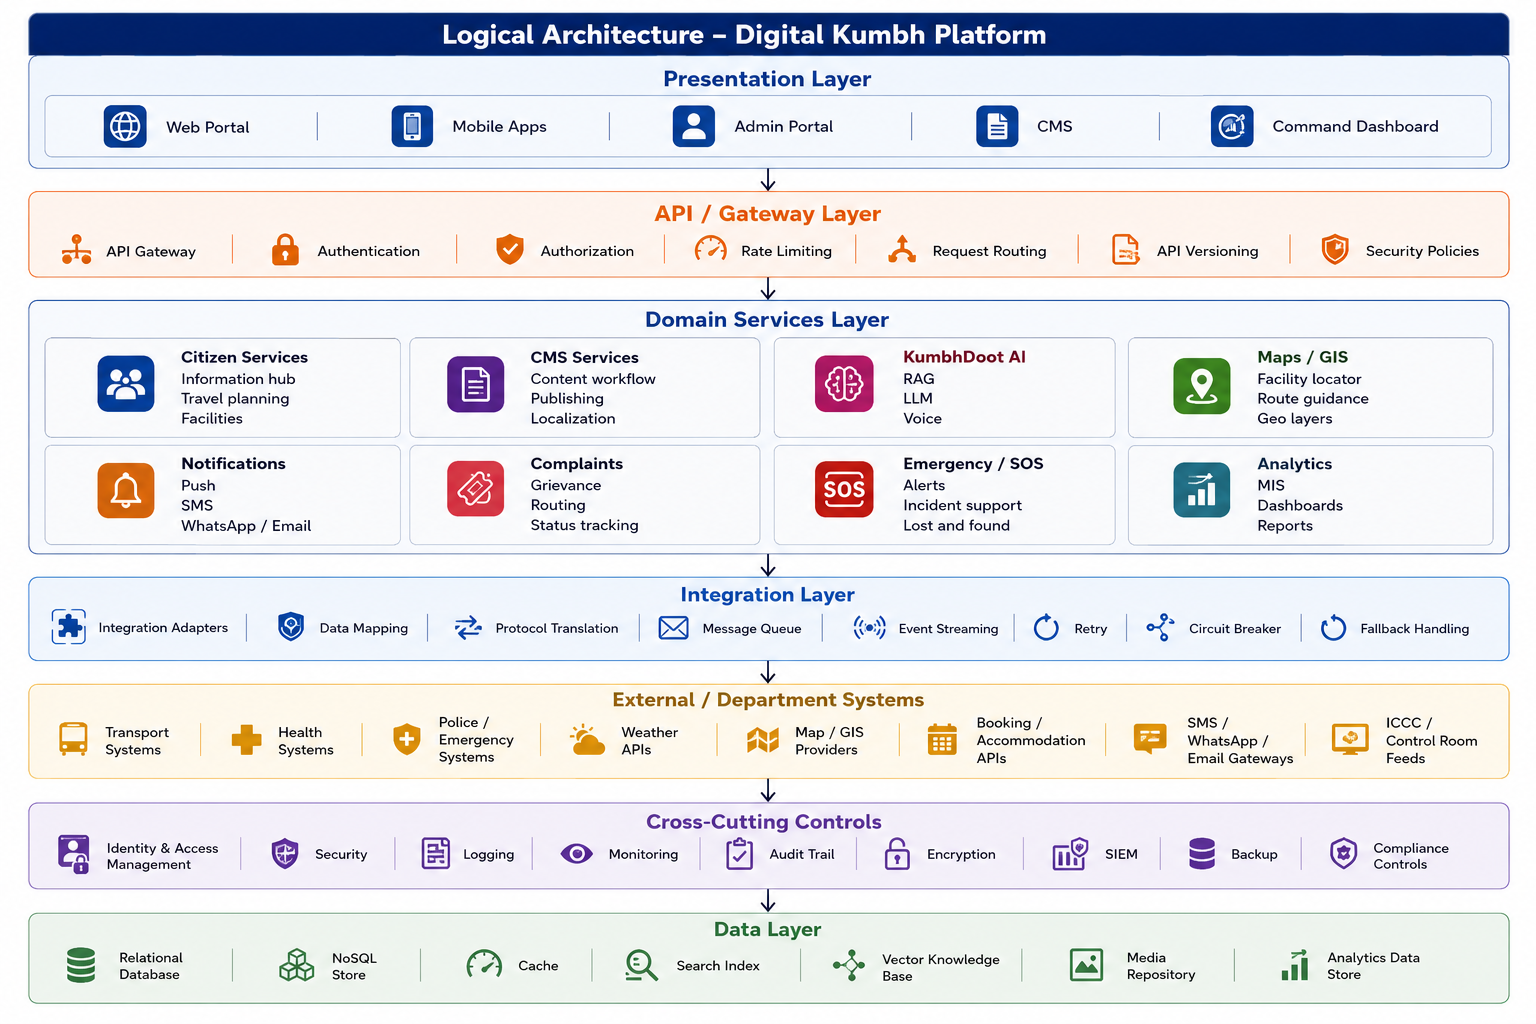 Logical Architecture – Digital Kumbh Platform
Presentation Layer
Web Portal
Mobile Apps
Admin Portal
CMS
Command Dashboard
API / Gateway Layer
API Gateway
Authentication
Authorization
Rate Limiting
Request Routing
API Versioning
Security Policies
Domain Services Layer
Citizen Services
Information hub
Travel planning
Facilities
CMS Services
Content workflow
Publishing
Localization
KumbhDoot AI
RAG
LLM
Voice
Maps / GIS
Facility locator
Route guidance
Geo layers
Notifications
Push
SMS
WhatsApp / Email
Complaints
Grievance
Routing
Status tracking
SOS
Emergency / SOS
Alerts
Incident support
Lost and found
Analytics
MIS
Dashboards
Reports
Integration Layer
Integration Adapters
Data Mapping
Protocol Translation
Message Queue
Event Streaming
Retry
Circuit Breaker
Fallback Handling
External / Department Systems
Transport
Systems
Health
Systems
Police /
Emergency
Systems
Weather
APIs
Map / GIS
Providers
Booking /
Accommodation
APIs
SMS /
WhatsApp /
Email Gateways
ICCC /
Control Room
Feeds
Cross-Cutting Controls
Identity & Access
Management
Security
Logging
Monitoring
Audit Trail
Encryption
SIEM
Backup
Compliance
Controls
Data Layer
Relational
Database
NoSQL
Store
Cache
Search Index
Vector Knowledge
Base
Media
Repository
Analytics Data
Store